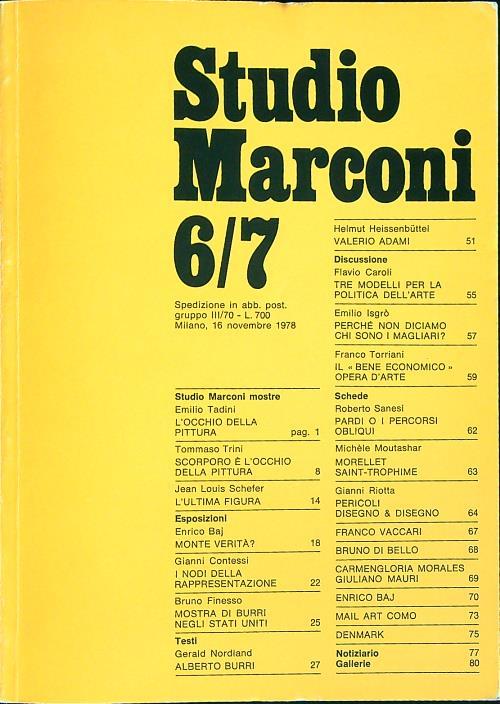 Studio
Marconi
6/7
Spedizione in abb. post.
gruppo III/70 - L. 700
Milano, 16 novembre 1978
Studio Marconi mostre
Emilio Tadini
L'OCCHIO DELLA
PITTURA pag. 1
Tommaso Trini
SCORPORO È L'OCCHIO
DELLA PITTURA 8
Jean Louis Schefer
L'ULTIMA FIGURA 14
Esposizioni
Enrico Baj
MONTE VERITÀ? 18
Gianni Contessi
I NODI DELLA
RAPPRESENTAZIONE 22
Bruno Finesso
MOSTRA DI BURRI
NEGLI STATI UNITI 25
Testi
Gerald Nordland
ALBERTO BURRI 27
Helmut Heissenbüttel
VALERIO ADAMI 51
Discussione
Flavio Caroli
TRE MODELLI PER LA
POLITICA DELL'ARTE 55
Emilio Isgrò
PERCHÉ NON DICIAMO
CHI SONO I MAGLIARI? 57
Franco Torriani
IL « BENE ECONOMICO »
OPERA D'ARTE 59
Schede
Roberto Sanesi
PARDI O I PERCORSI
OBLIQUI 62
Michèle Moutashar
MORELLET
SAINT-TROPHIME 63
Gianni Riotta
PERICOLI
DISEGNO & DISEGNO 64
FRANCO VACCARI 67
BRUNO DI BELLO 68
CARMENGLORIA MORALES
GIULIANO MAURI 69
ENRICO BAJ 70
MAIL ART COMO 73
DENMARK 75
Notiziario 77
Gallerie 80